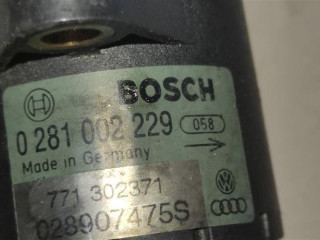 BOSCH
0 281 002 229 058
Made in Germany
771 302371
028907475S